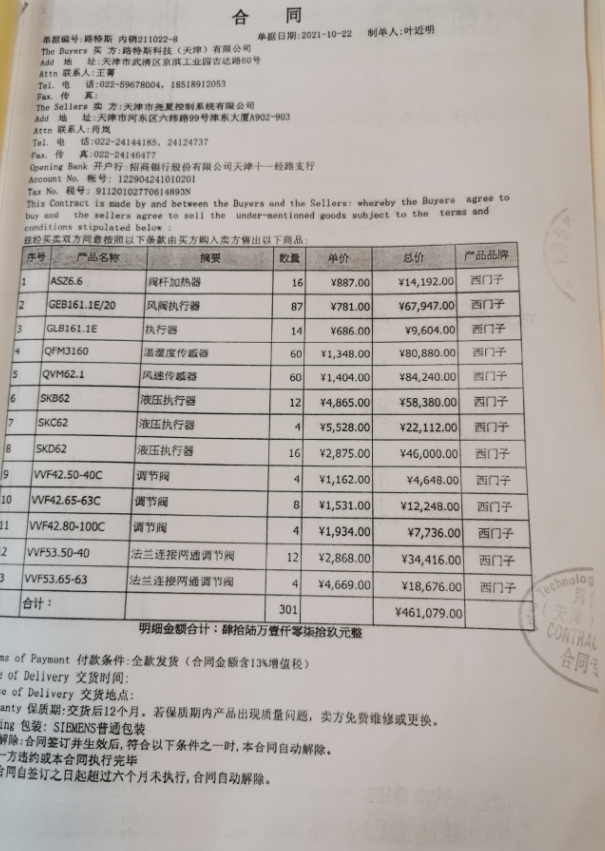 合 同
单据编号:路特斯 内销211022-8 单据日期:2021-10-22 制单人:叶近明
The Buyers 买 方:路特斯科技（天津）有限公司
Add 地 址:天津市武清区京滨工业园古达路60号
Attn 联系人:王菁
Tel. 电 话:022-59678004, 18518912053
Fax. 传 真:
The Sellers 卖 方:天津市尧夏控制系统有限公司
Add 地 址:天津市河东区六纬路99号津东大厦A902-903
Attn 联系人:肖岚
Tel. 电 话:022-24144185, 24124737
Fax. 传 真:022-24146477
Opening Bank 开户行:招商银行股份有限公司天津十一经路支行
Account No. 帐号: 122904241010201
Tax No. 税号: 91120102770614893N
This Contract is made by and between the Buyers and the Sellers: whereby the Buyers agree to
buy and the sellers agree to sell the under-mentioned goods subject to the terms and
conditions stipulated below :
兹经买卖双方同意按照以下条款由买方购入卖方售出以下商品:
序号 产品名称 摘要 数量 单价 总价 产品品牌
1 ASZ6.6 阀杆加热器 16 ¥887.00 ¥14,192.00 西门子
2 GEB161.1E/20 风阀执行器 87 ¥781.00 ¥67,947.00 西门子
3 GLB161.1E 执行器 14 ¥686.00 ¥9,604.00 西门子
4 QFM3160 温湿度传感器 60 ¥1,348.00 ¥80,880.00 西门子
5 QVM62.1 风速传感器 60 ¥1,404.00 ¥84,240.00 西门子
6 SKB62 液压执行器 12 ¥4,865.00 ¥58,380.00 西门子
7 SKC62 液压执行器 4 ¥5,528.00 ¥22,112.00 西门子
8 SKD62 液压执行器 16 ¥2,875.00 ¥46,000.00 西门子
9 VVF42.50-40C 调节阀 4 ¥1,162.00 ¥4,648.00 西门子
10 VVF42.65-63C 调节阀 8 ¥1,531.00 ¥12,248.00 西门子
11 VVF42.80-100C 调节阀 4 ¥1,934.00 ¥7,736.00 西门子
2 VVF53.50-40 法兰连接两通调节阀 12 ¥2,868.00 ¥34,416.00 西门子
3 VVF53.65-63 法兰连接两通调节阀 4 ¥4,669.00 ¥18,676.00 西门子
合计: 301 ¥461,079.00
明细金额合计：肆拾陆万壹仟零柒拾玖元整
Technolog
（天津）
CONTRAC
合同专
ms of Payment 付款条件:全款发货（合同金额含13%增值税）
e of Delivery 交货时间:
se of Delivery 交货地点:
anty 保质期:交货后12个月。若保质期内产品出现质量问题, 卖方免费维修或更换。
ing 包装: SIEMENS普通包装
解除:合同签订并生效后,符合以下条件之一时,本合同自动解除。
一方违约或本合同执行完毕
合同自签订之日起超过六个月未执行,合同自动解除。